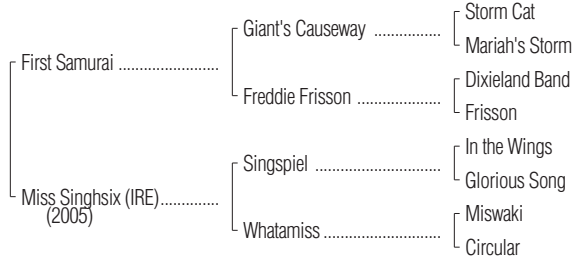 Storm Cat
Giant's Causeway ................
Mariah's Storm
First Samurai ........................
Dixieland Band
Freddie Frisson ....................
Frisson
In the Wings
Singspiel ..............................
Glorious Song
Miss Singhsix (IRE)..............
(2005)
Miswaki
Whatamiss ............................
Circular